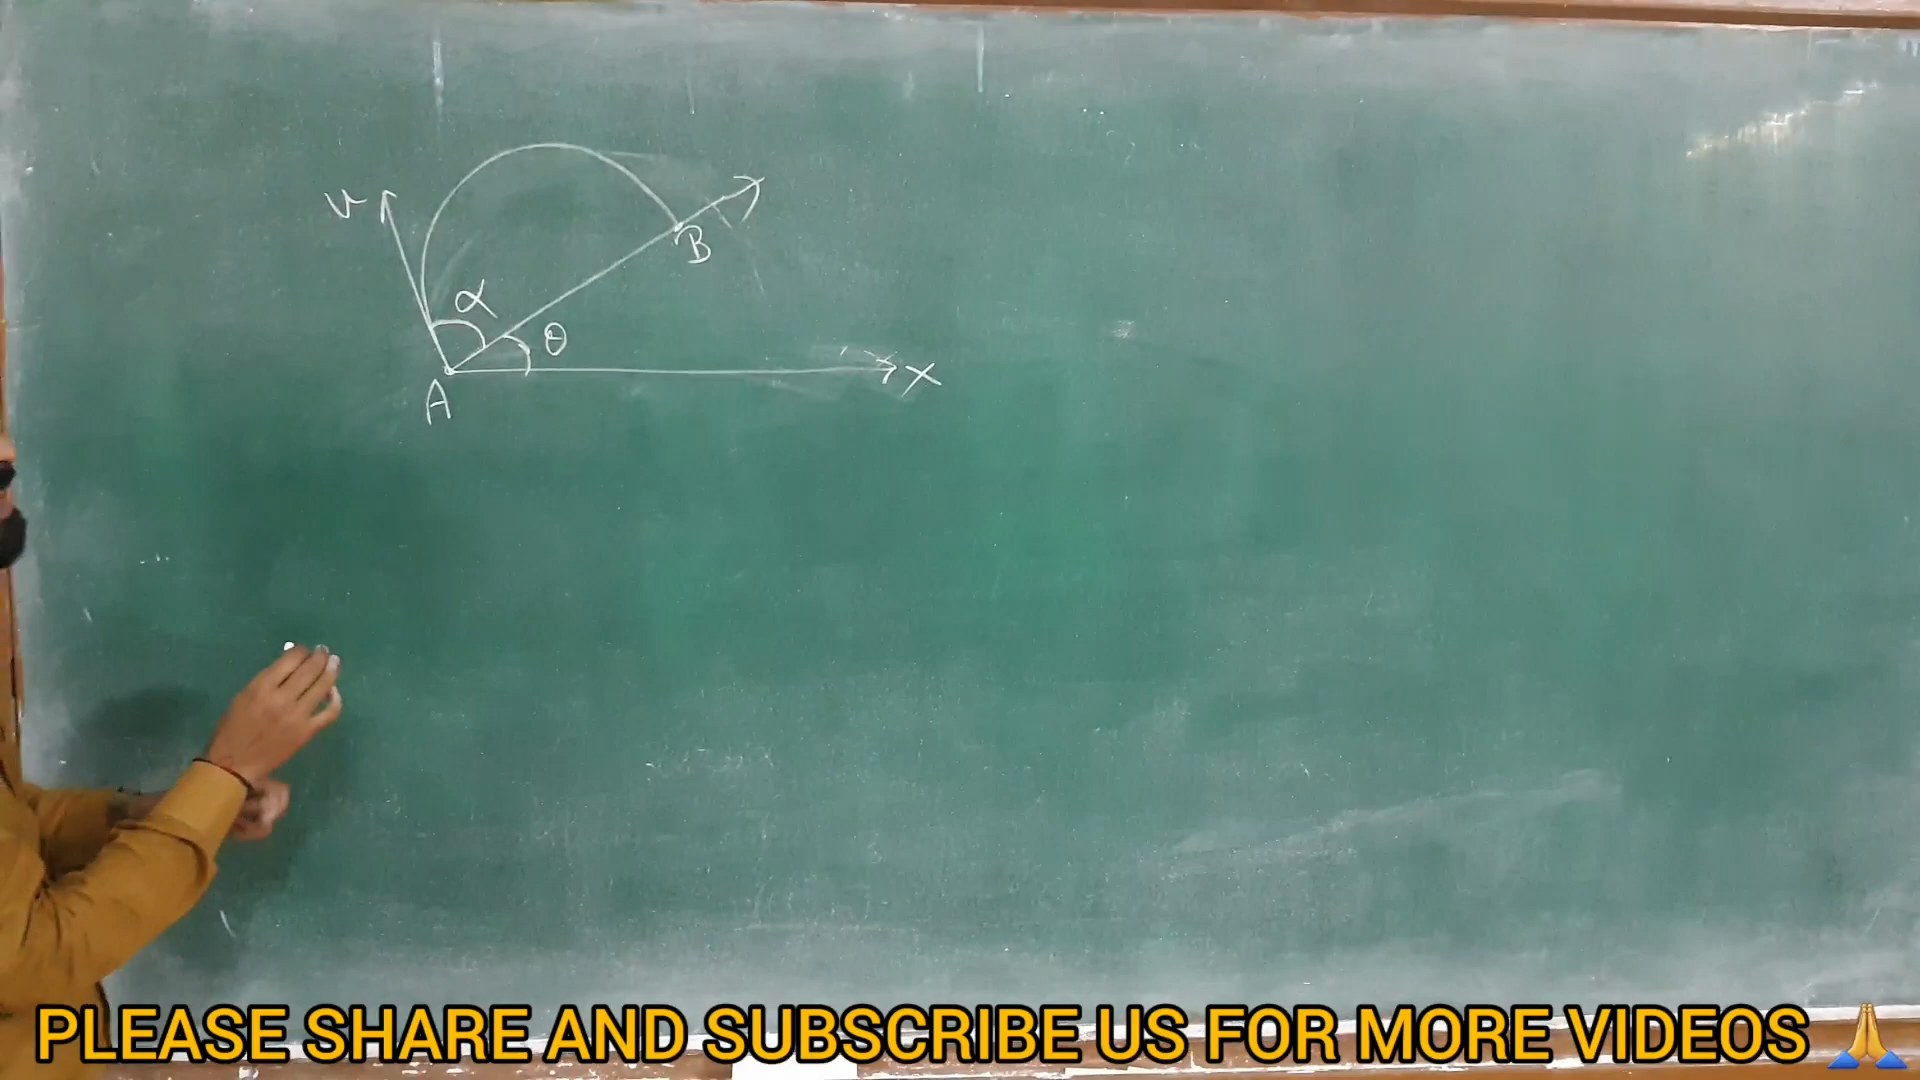 v
B
α
θ
X
A
PLEASE SHARE AND SUBSCRIBE US FOR MORE VIDEOS 🙏